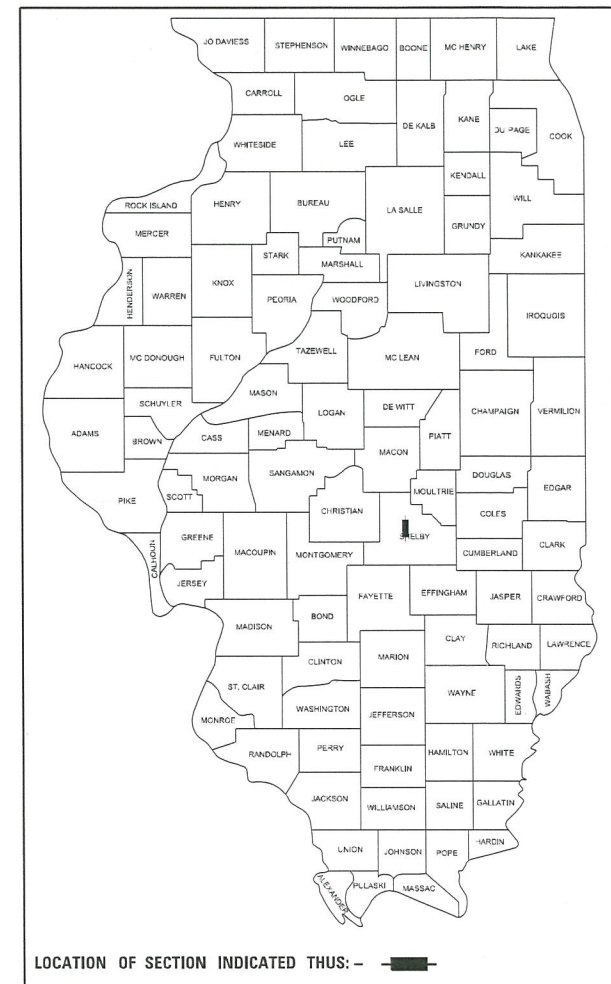 JO DAVIESS STEPHENSON WINNEBAGO BOONE MC HENRY LAKE
CARROLL OGLE DE KALB KANE DU PAGE COOK
WHITESIDE LEE
KENDALL WILL
ROCK ISLAND HENRY BUREAU LA SALLE GRUNDY
MERCER PUTNAM
STARK MARSHALL KANKAKEE
HENDERSON WARREN KNOX PEORIA WOODFORD LIVINGSTON IROQUOIS
HANCOCK MC DONOUGH FULTON TAZEWELL MC LEAN FORD
SCHUYLER MASON LOGAN DE WITT CHAMPAIGN VERMILION
ADAMS BROWN CASS MENARD MACON PIATT
PIKE SCOTT MORGAN SANGAMON MOULTRIE DOUGLAS EDGAR
CHRISTIAN COLES
CALHOUN GREENE MACOUPIN MONTGOMERY SHELBY CUMBERLAND CLARK
JERSEY FAYETTE EFFINGHAM JASPER CRAWFORD
MADISON BOND
CLINTON MARION CLAY RICHLAND LAWRENCE
ST. CLAIR WAYNE EDWARDS WABASH
MONROE WASHINGTON JEFFERSON
RANDOLPH PERRY HAMILTON WHITE
FRANKLIN
JACKSON WILLIAMSON SALINE GALLATIN
UNION JOHNSON POPE HARDIN
ALEXANDER PULASKI MASSAC
LOCATION OF SECTION INDICATED THUS: –